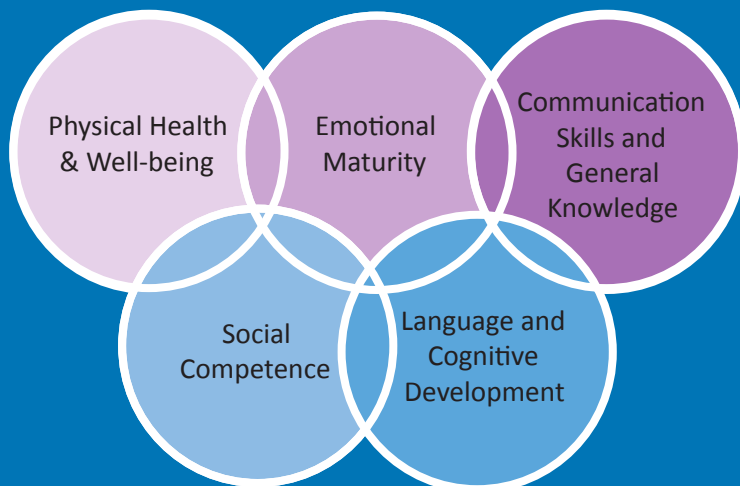 Physical Health
& Well-being
Emotional
Maturity
Communication
Skills and
General
Knowledge
Social
Competence
Language and
Cognitive
Development